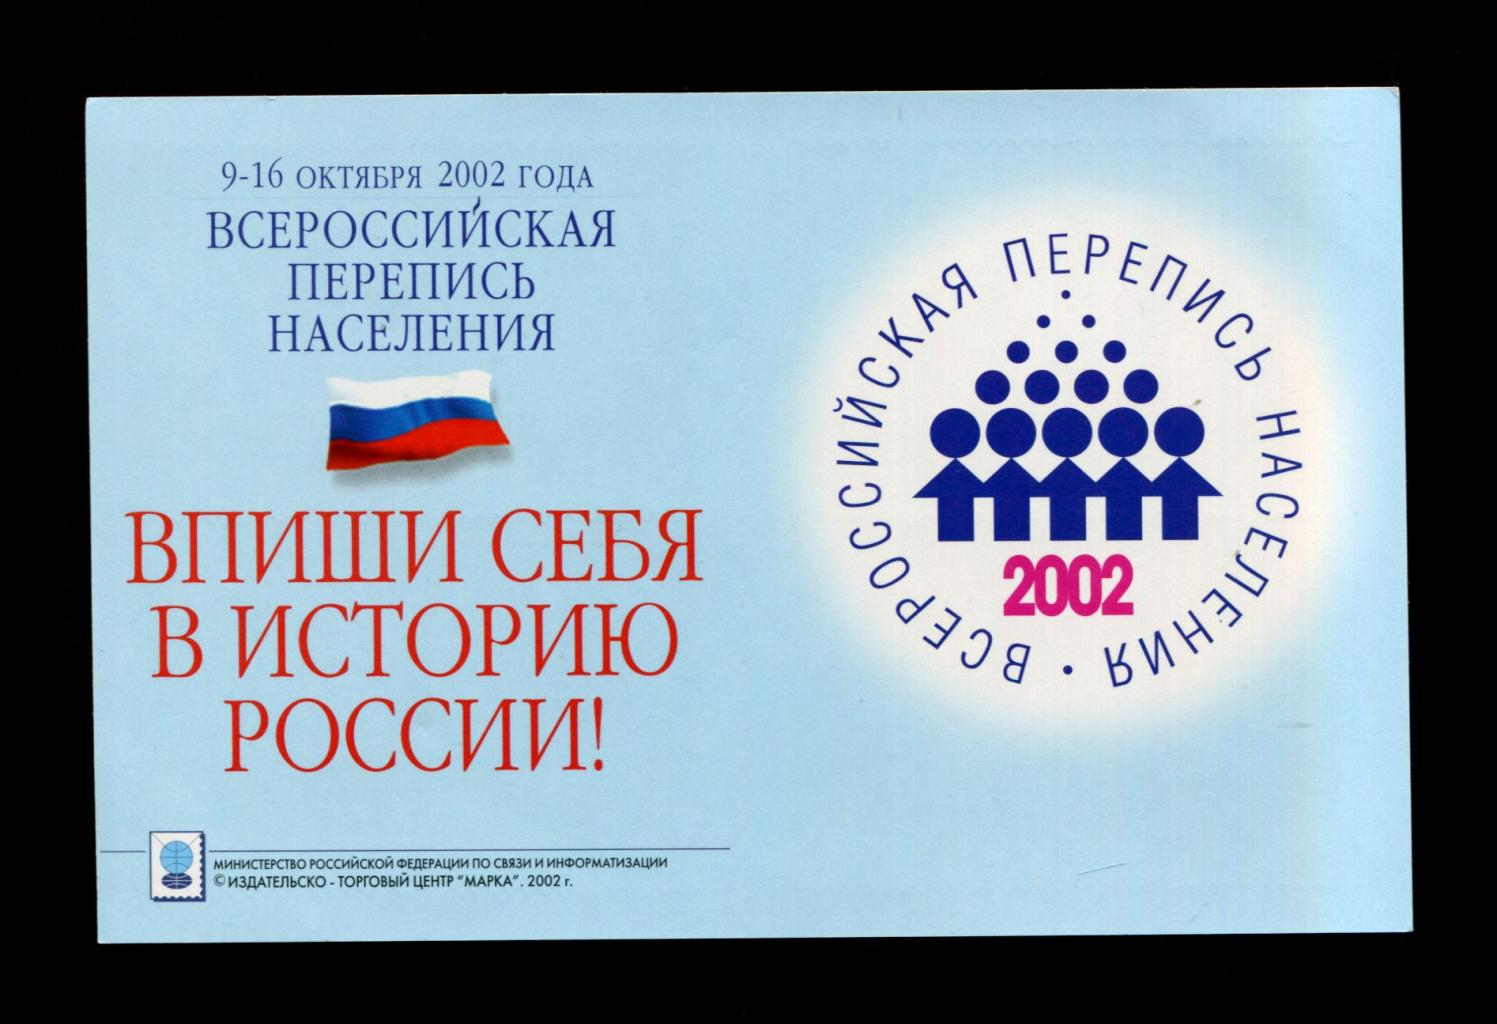 9-16 ОКТЯБРЯ 2002 ГОДА
ВСЕРОССИЙСКАЯ
ПЕРЕПИСЬ
НАСЕЛЕНИЯ
ВПИШИ СЕБЯ
В ИСТОРИЮ
РОССИИ!
МИНИСТЕРСТВО РОССИЙСКОЙ ФЕДЕРАЦИИ ПО СВЯЗИ И ИНФОРМАТИЗАЦИИ
© ИЗДАТЕЛЬСКО - ТОРГОВЫЙ ЦЕНТР "МАРКА". 2002 г.
ВСЕРОССИЙСКАЯ ПЕРЕПИСЬ НАСЕЛЕНИЯ •
2002